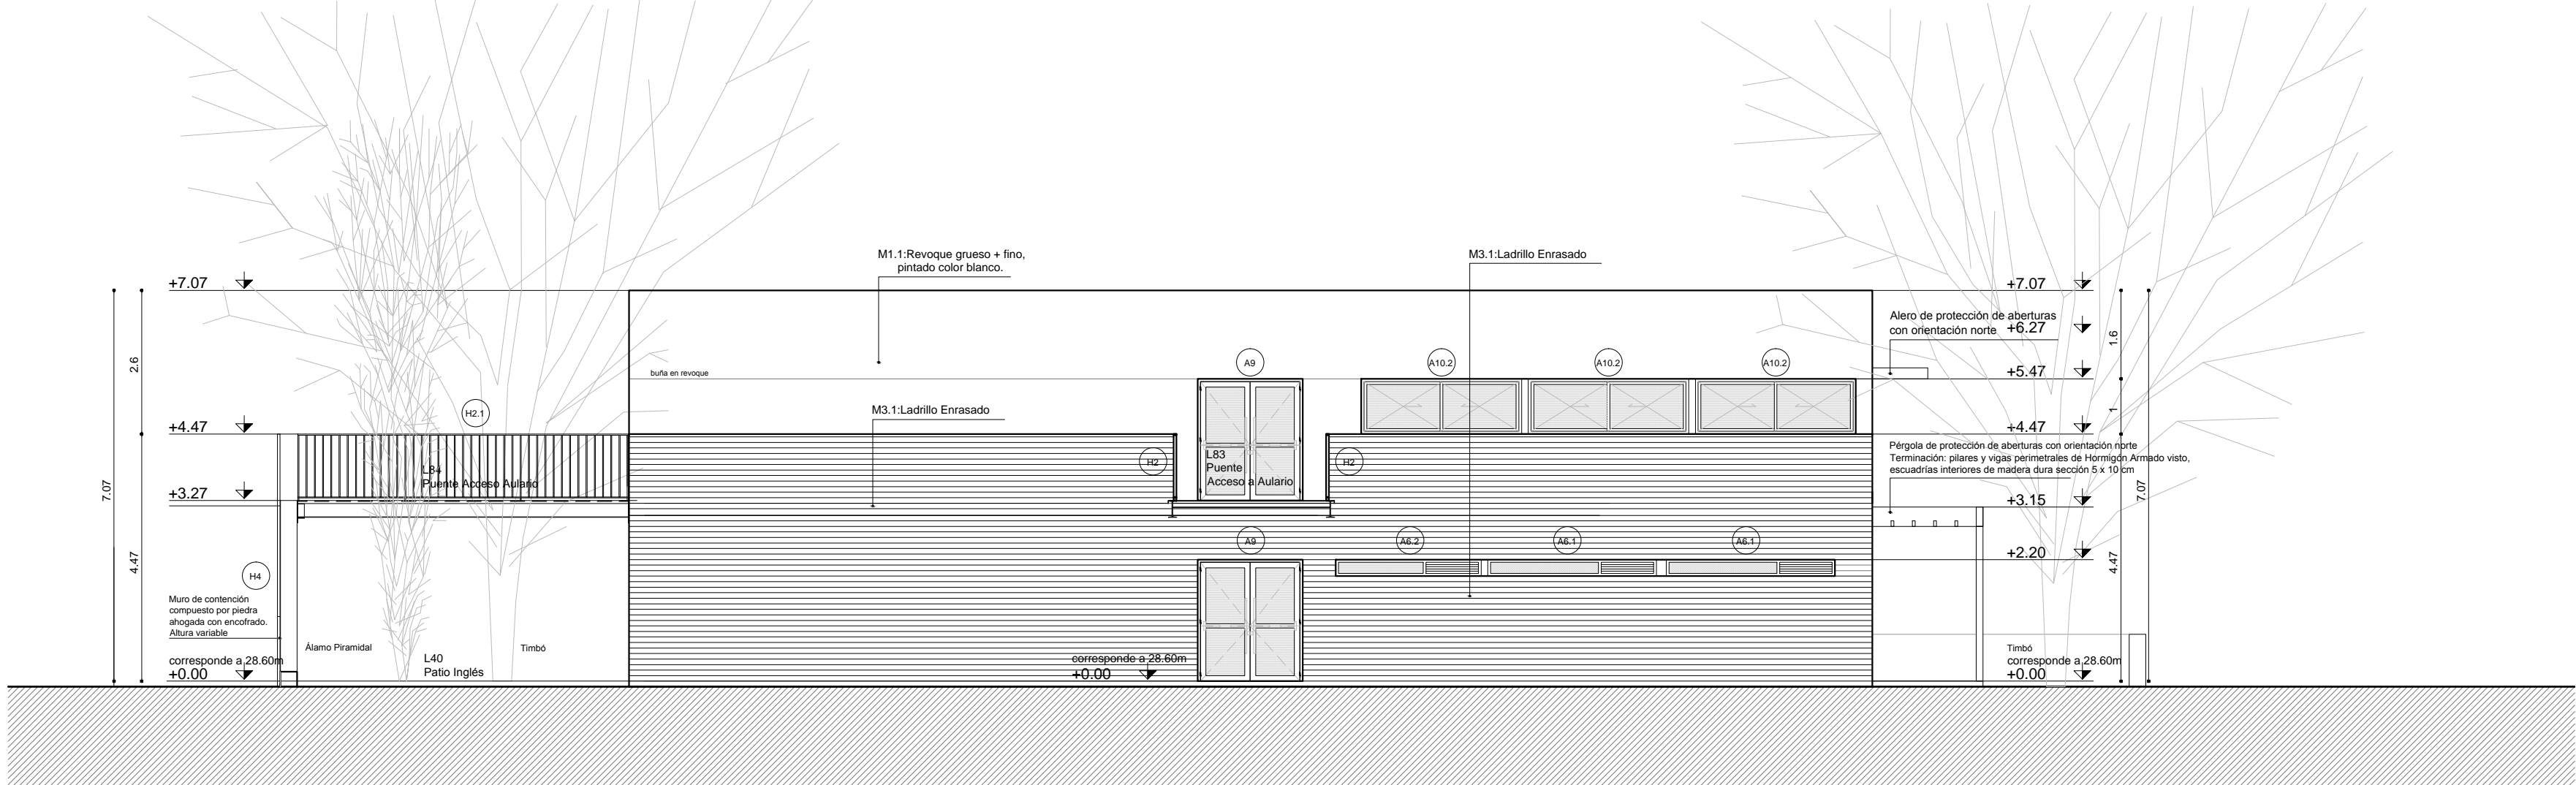 M1.1:Revoque grueso + fino,
pintado color blanco.
M3.1:Ladrillo Enrasado
+7.07
+7.07
Alero de protección de aberturas
con orientación norte
+6.27
2.6
1.6
A9
A10.2
A10.2
A10.2
buña en revoque
+5.47
H2.1
M3.1:Ladrillo Enrasado
1
+4.47
+4.47
Pérgola de protección de aberturas con orientación norte
Terminación: pilares y vigas perimetrales de Hormigón Armado visto,
escuadrías interiores de madera dura sección 5 x 10 cm
L84
Puente Acceso Aulario
H2
L83
Puente
Acceso a Aulario
H2
7.07
7.07
+3.27
+3.15
A9
A6.2
A6.1
A6.1
+2.20
4.47
4.47
H4
Muro de contención
compuesto por piedra
ahogada con encofrado.
Altura variable
Álamo Piramidal
Timbó
Timbó
L40
Patio Inglés
corresponde a 28.60m
+0.00
corresponde a 28.60m
+0.00
corresponde a 28.60m
+0.00